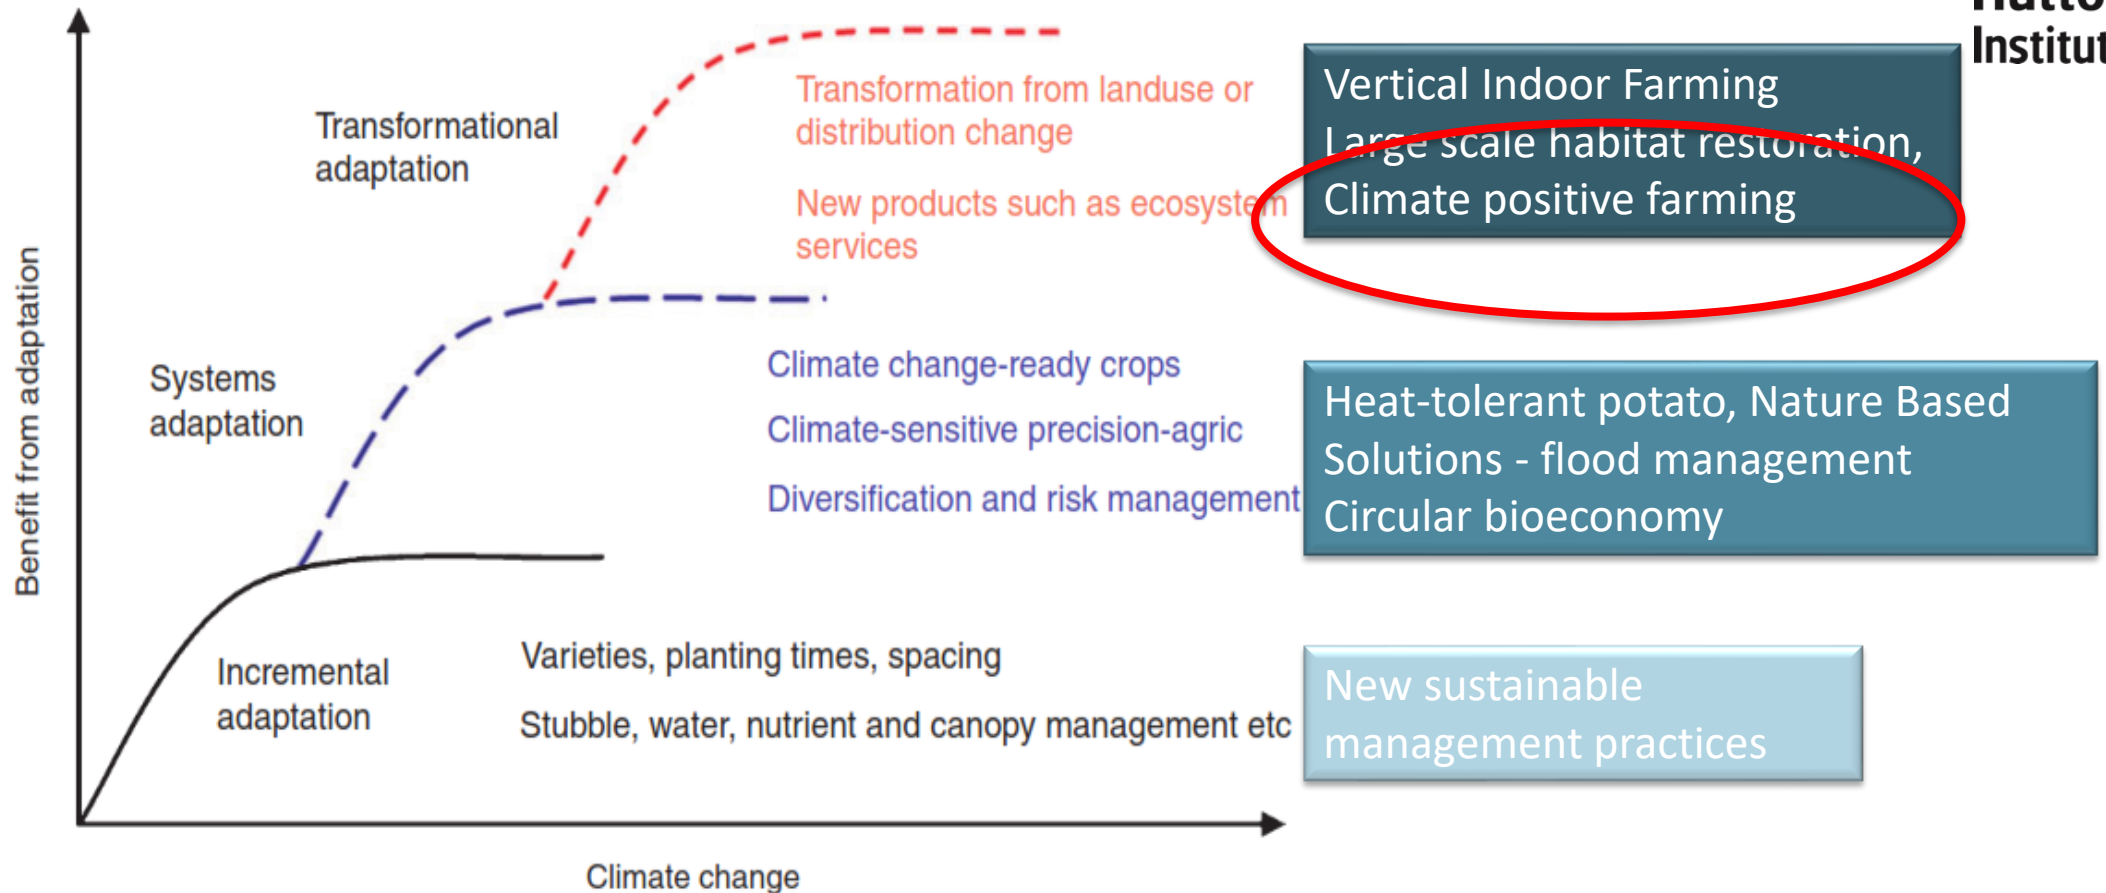 Institut
Vertical Indoor Farming
Large scale habitat restoration,
Climate positive farming
Transformational
adaptation
Transformation from landuse or
distribution change
New products such as ecosystem
services
Benefit from adaptation
Systems
adaptation
Climate change-ready crops
Climate-sensitive precision-agric
Diversification and risk management
Heat-tolerant potato, Nature Based
Solutions - flood management
Circular bioeconomy
Incremental
adaptation
Varieties, planting times, spacing
Stubble, water, nutrient and canopy management etc
New sustainable
management practices
Climate change